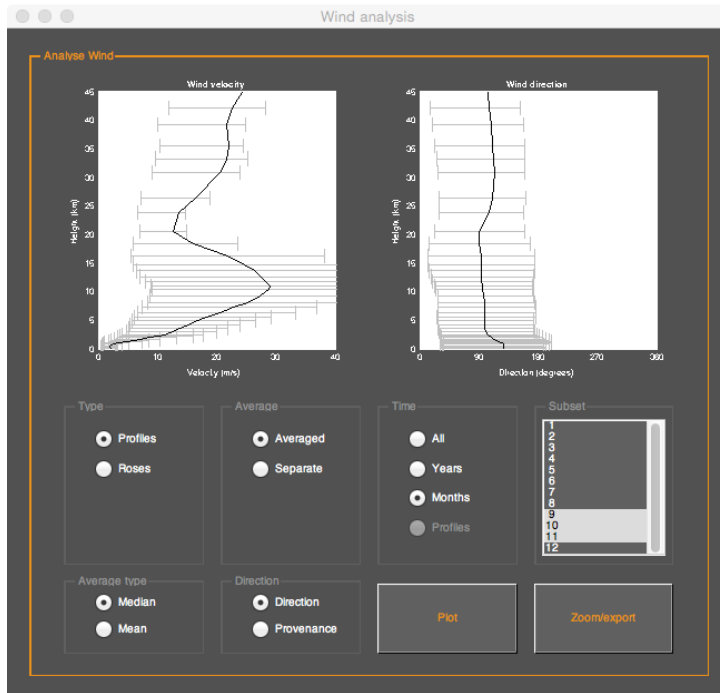 Wind analysis
Analyse Wind
Wind velocity
45
40
35
30
25
20
15
10
5
0
Height (km)
0 10 20 30 40
Velocity (m/s)
Wind direction
45
40
35
30
25
20
15
10
5
0
Height (km)
0 90 180 270 360
Direction (degrees)
Type
Profiles
Roses
Average
Averaged
Separate
Time
All
Years
Months
Profiles
Subset
1
2
3
4
5
6
7
8
9
10
11
12
Average type
Median
Mean
Direction
Direction
Provenance
Plot
Zoom/export